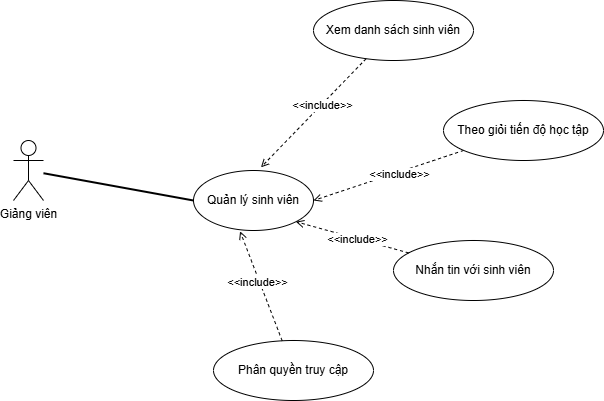 Xem danh sách sinh viên
<<include>>
Theo giỏi tiến độ học tập
<<include>>
Quản lý sinh viên
Giảng viên
<<include>>
Nhắn tin với sinh viên
<<include>>
Phân quyền truy cập